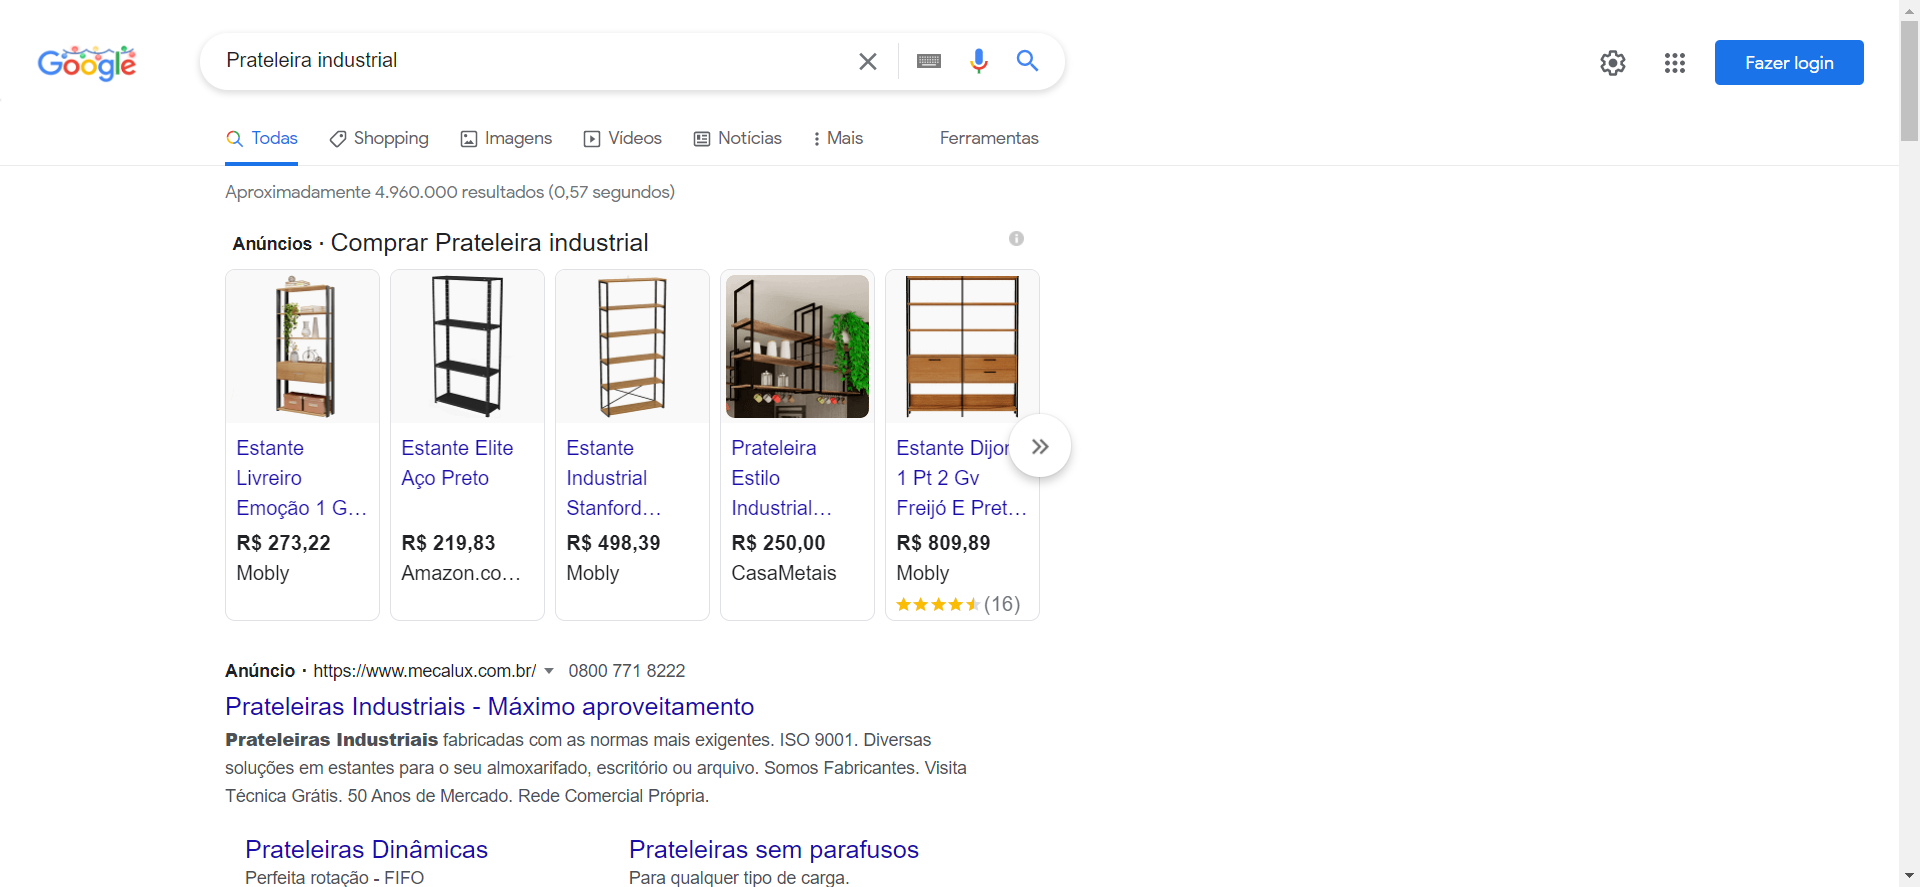 Google
Prateleira industrial
Fazer login
Todas
Shopping
Imagens
Vídeos
Notícias
Mais
Ferramentas
Aproximadamente 4.960.000 resultados (0,57 segundos)
Anúncios · Comprar Prateleira industrial
Estante
Livreiro
Emoção 1 G...
R$ 273,22
Mobly
Estante Elite
Aço Preto
R$ 219,83
Amazon.co...
Estante
Industrial
Stanford...
R$ 498,39
Mobly
Prateleira
Estilo
Industrial...
R$ 250,00
CasaMetais
Estante Dijon
1 Pt 2 Gv
Freijó E Pret...
R$ 809,89
Mobly
(16)
Anúncio · https://www.mecalux.com.br/ 0800 771 8222
Prateleiras Industriais - Máximo aproveitamento
Prateleiras Industriais fabricadas com as normas mais exigentes. ISO 9001. Diversas
soluções em estantes para o seu almoxarifado, escritório ou arquivo. Somos Fabricantes. Visita
Técnica Grátis. 50 Anos de Mercado. Rede Comercial Própria.
Prateleiras Dinâmicas
Perfeita rotação - FIFO
Prateleiras sem parafusos
Para qualquer tipo de carga.